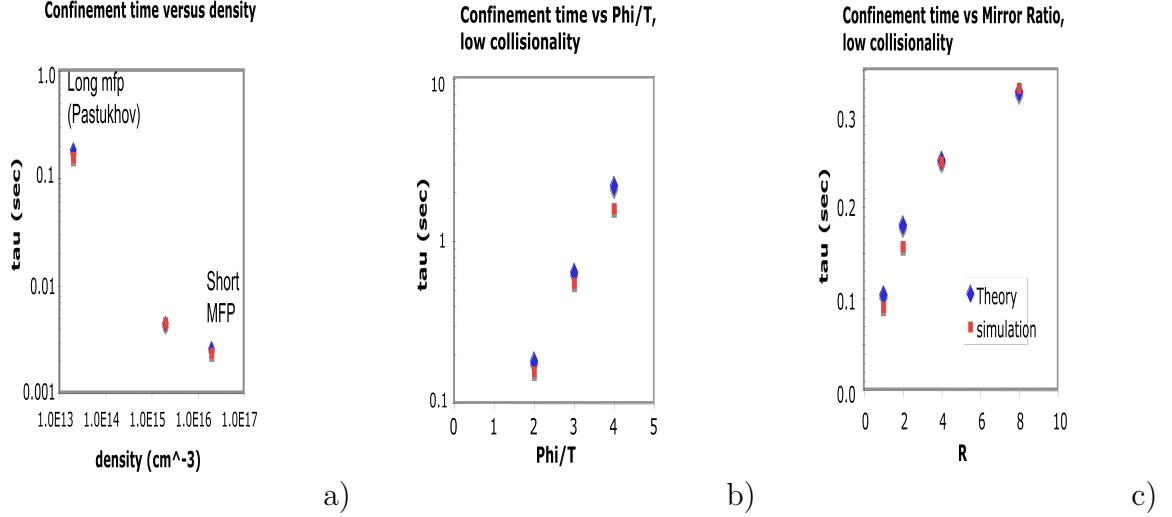 Confinement time versus density
1.0
Long mfp
(Pastukhov)
0.1
tau (sec)
0.01
Short
MFP
0.001
1.0E13 1.0E14 1.0E15 1.0E16 1.0E17
density (cm^-3)
a)
Confinement time vs Phi/T,
low collisionality
10
tau (sec)
1
0.1
0 1 2 3 4 5
Phi/T
b)
Confinement time vs Mirror Ratio,
low collisionality
0.3
tau (sec)
0.2
0.1
Theory
simulation
0.0
0 2 4 6 8 10
R
c)